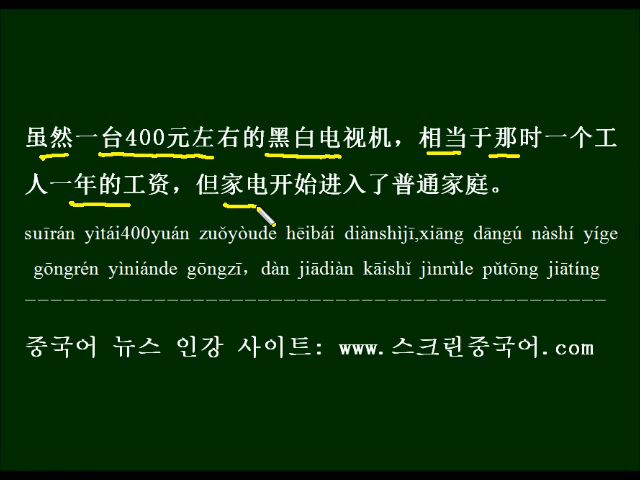 虽然一台400元左右的黑白电视机，相当于那时一个工
人一年的工资，但家电开始进入了普通家庭。
suīrán yìtái400yuán zuǒyòude hēibái diànshìjī,xiāng dāngú nàshí yíge
gōngrén yìniánde gōngzī，dàn jiādiàn kāishǐ jìnrùle pǔtōng jiātíng
중국어 뉴스 인강 사이트: www.스크린중국어.com